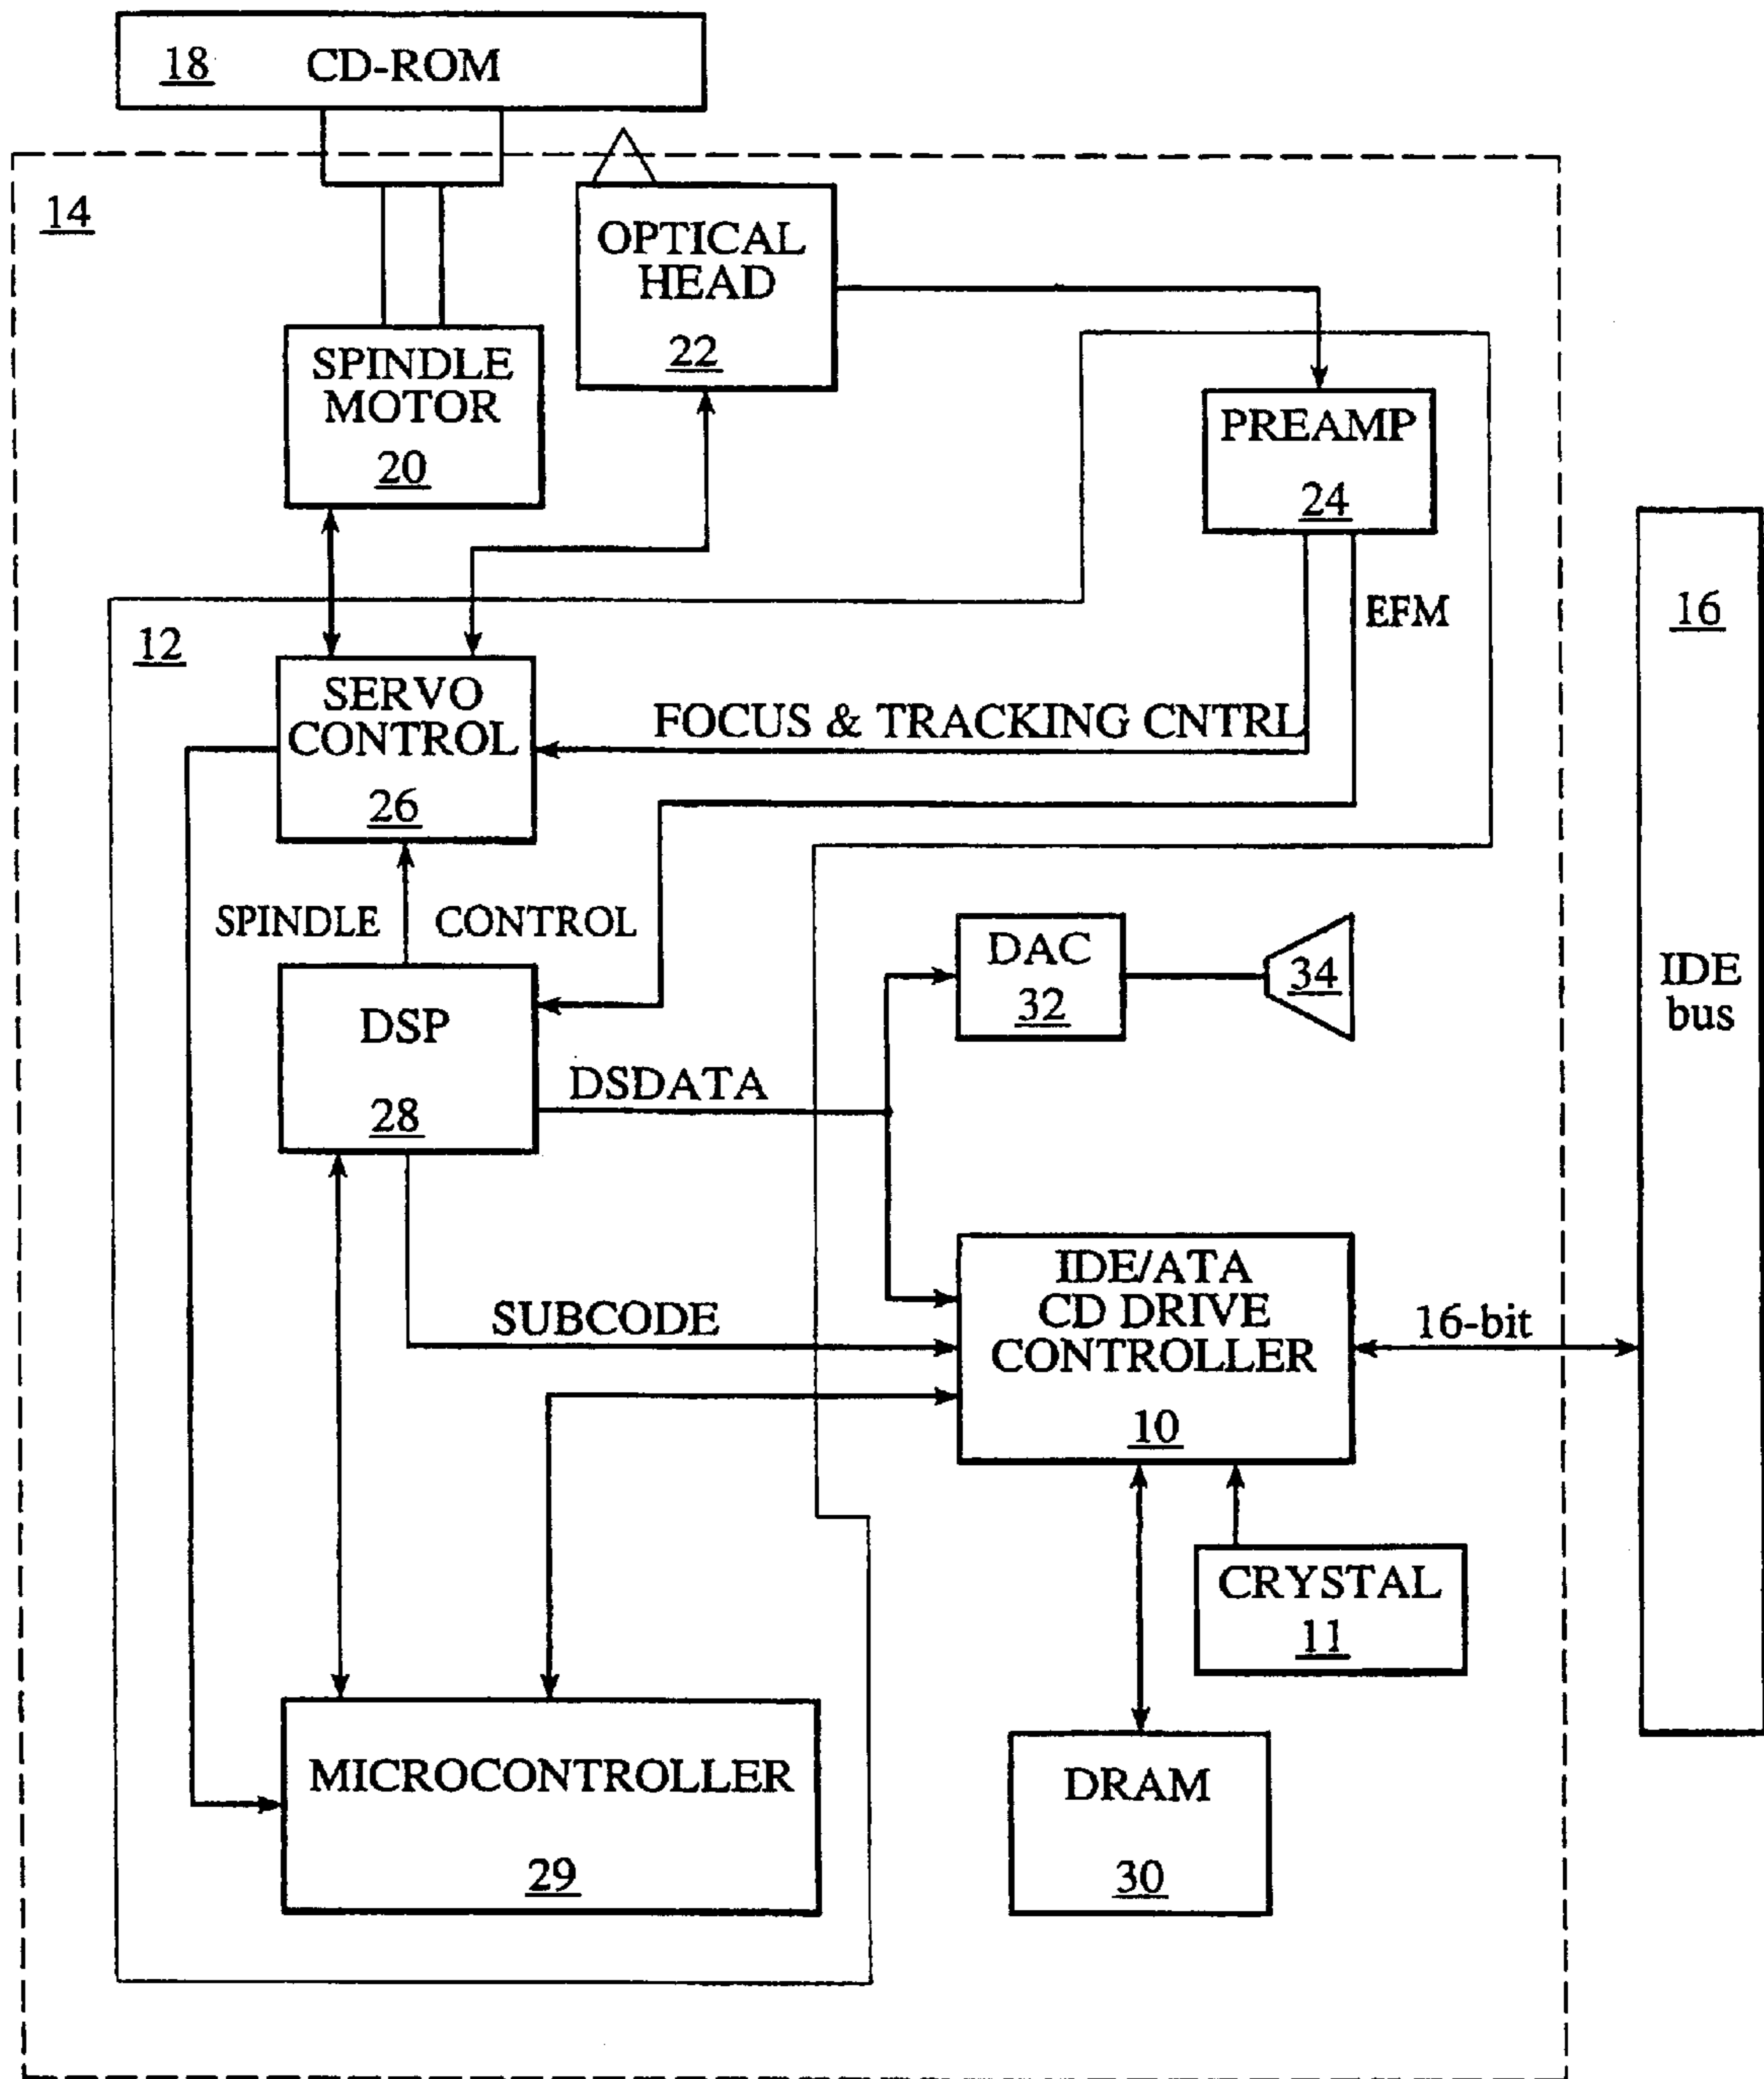 18 CD-ROM
14
OPTICAL
HEAD
22
SPINDLE
MOTOR
20
PREAMP
24
EFM
16
12
SERVO
CONTROL
26
FOCUS & TRACKING CNTRL
SPINDLE CONTROL
DAC
32
34
IDE
bus
DSP
28
DSDATA
IDE/ATA
CD DRIVE
CONTROLLER
10
SUBCODE
16-bit
CRYSTAL
11
MICROCONTROLLER
29
DRAM
30